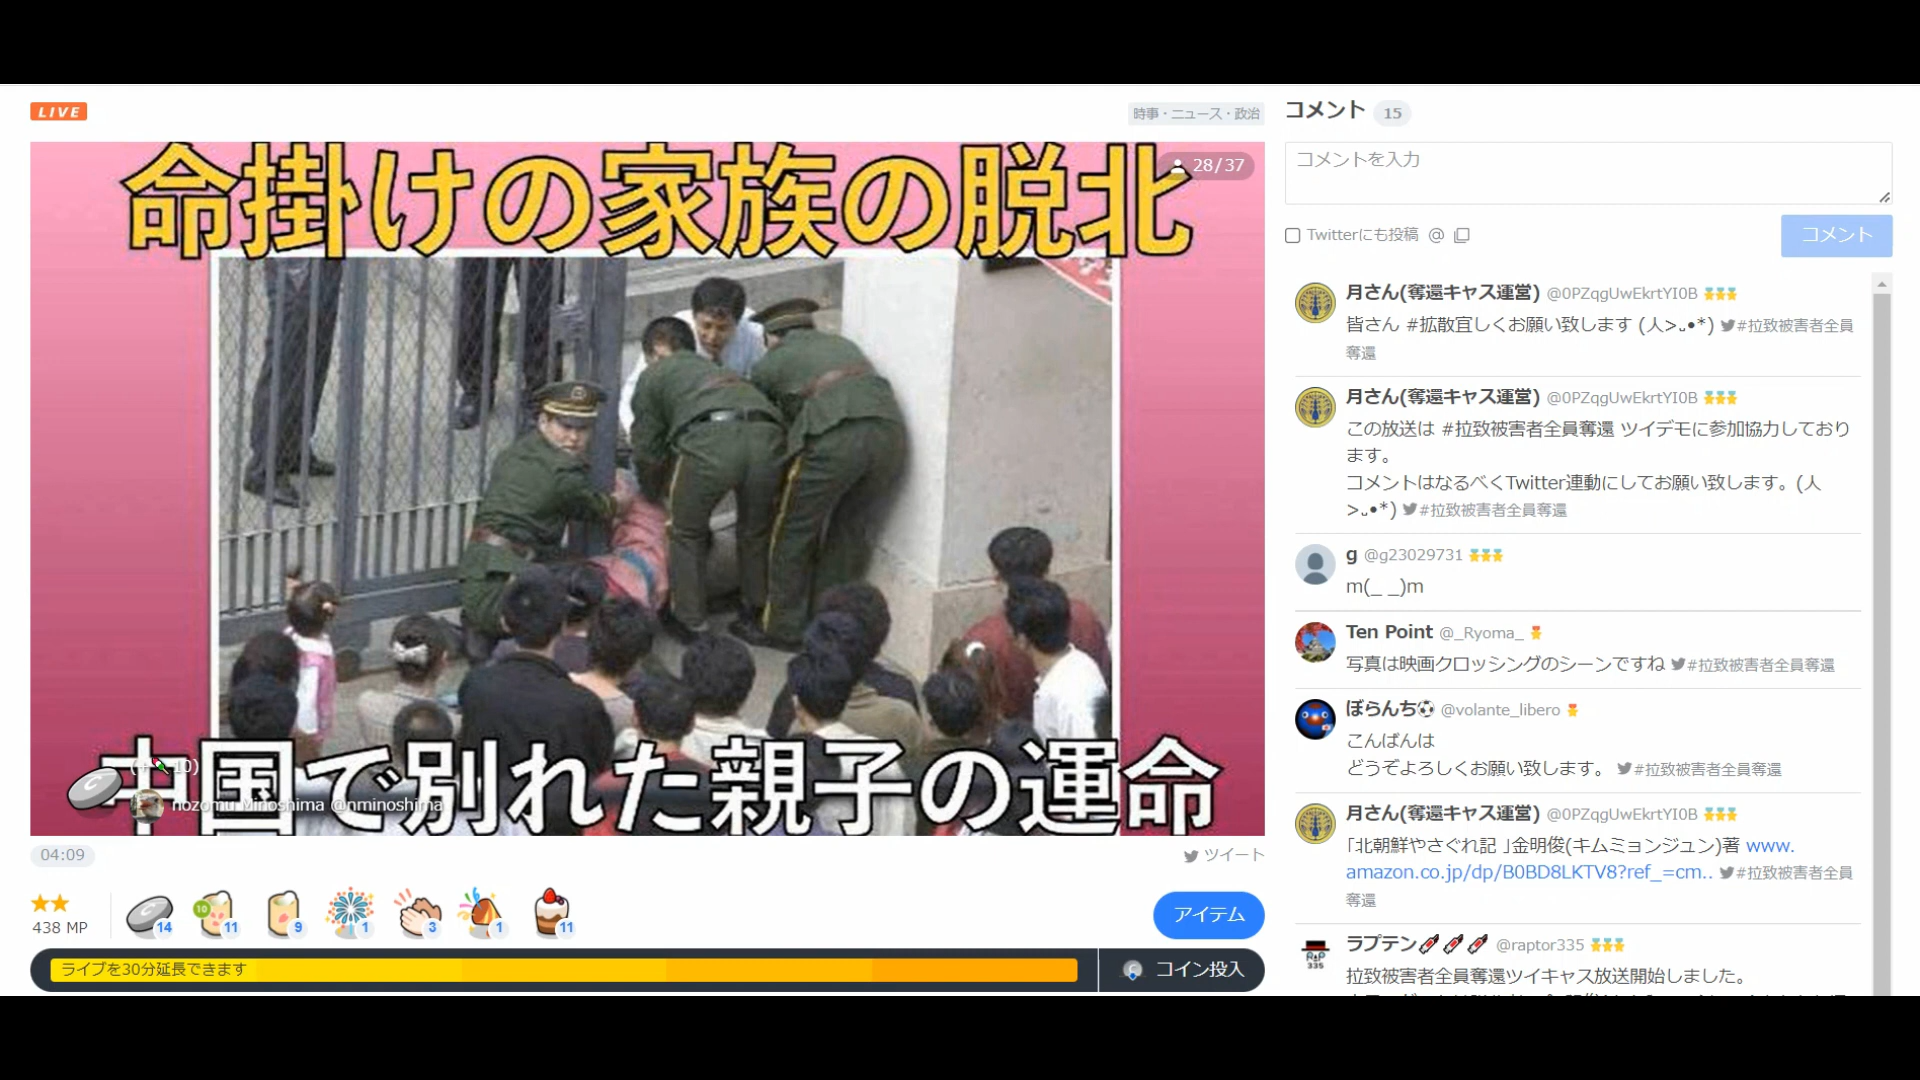 LIVE
時事・ニュース・政治
命掛けの家族の脱北
28/37
中国で別れた親子の運命
nozomu Minoshima @nminoshima
04:09
ツイート
438 MP
14
10
11
9
1
3
1
11
アイテム
ライブを30分延長できます
コイン投入
コメント 15
コメントを入力
Twitterにも投稿 @
コメント
月さん(奪還キャス運営) @0PZqgUwEkrtYI0B
皆さん #拡散宜しくお願い致します (人>ᴗ•*) #拉致被害者全員
奪還
月さん(奪還キャス運営) @0PZqgUwEkrtYI0B
この放送は #拉致被害者全員奪還 ツイデモに参加協力しており
ます。
コメントはなるべくTwitter連動にしてお願い致します。(人
>ᴗ•*) #拉致被害者全員奪還
g @g23029731
m(_ _)m
Ten Point @_Ryoma_
写真は映画クロッシングのシーンですね #拉致被害者全員奪還
ぼらんち⚽ @volante_libero
こんばんは
どうぞよろしくお願い致します。 #拉致被害者全員奪還
月さん(奪還キャス運営) @0PZqgUwEkrtYI0B
「北朝鮮やさぐれ記 」金明俊(キムミョンジュン)著 www.
amazon.co.jp/dp/B0BD8LKTV8?ref_=cm.. #拉致被害者全員
奪還
ラプテン🚀🚀🚀 @raptor335
拉致被害者全員奪還ツイキャス放送開始しました。